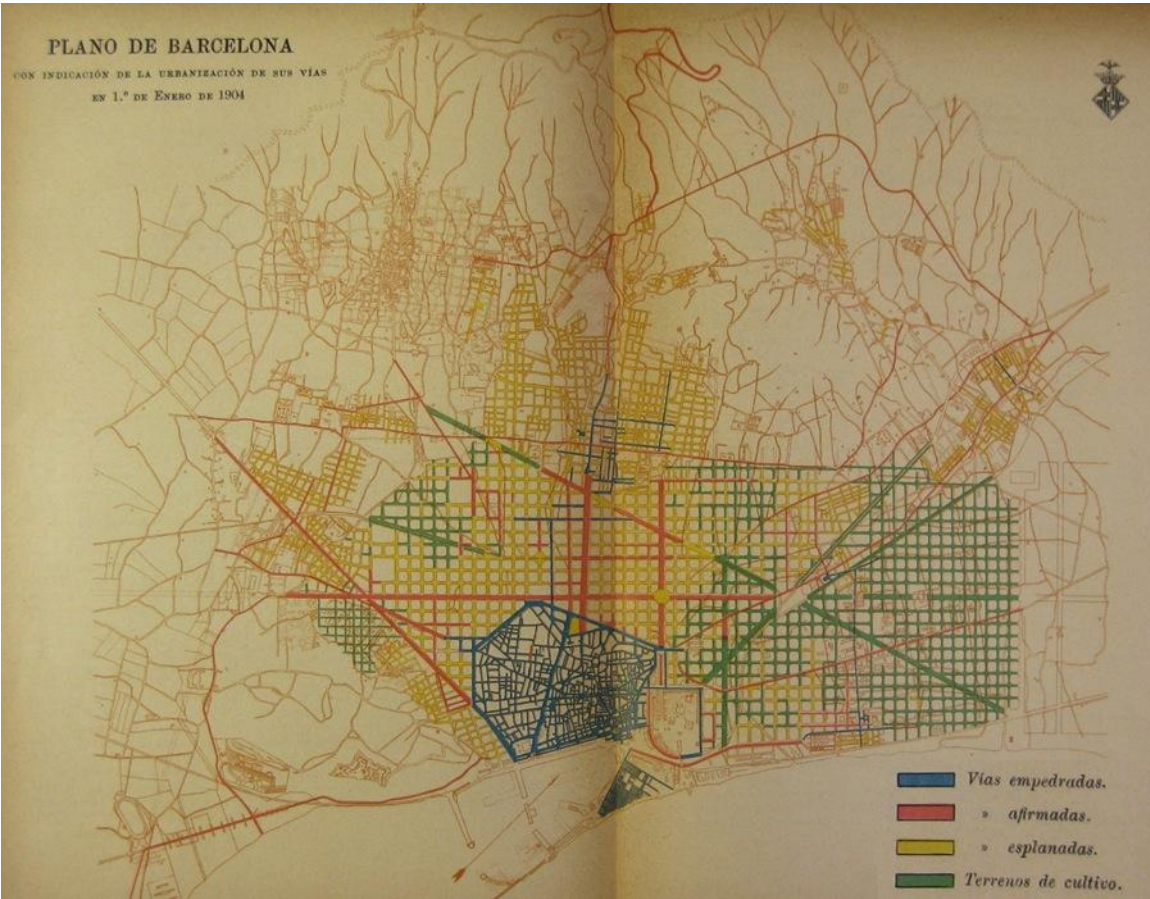 PLANO DE BARCELONA
CON INDICACIÓN DE LA URBANIZACIÓN DE SUS VÍAS
EN 1.º DE ENERO DE 1904
Vías empedradas.
» afirmadas.
» esplanadas.
Terrenos de cultivo.